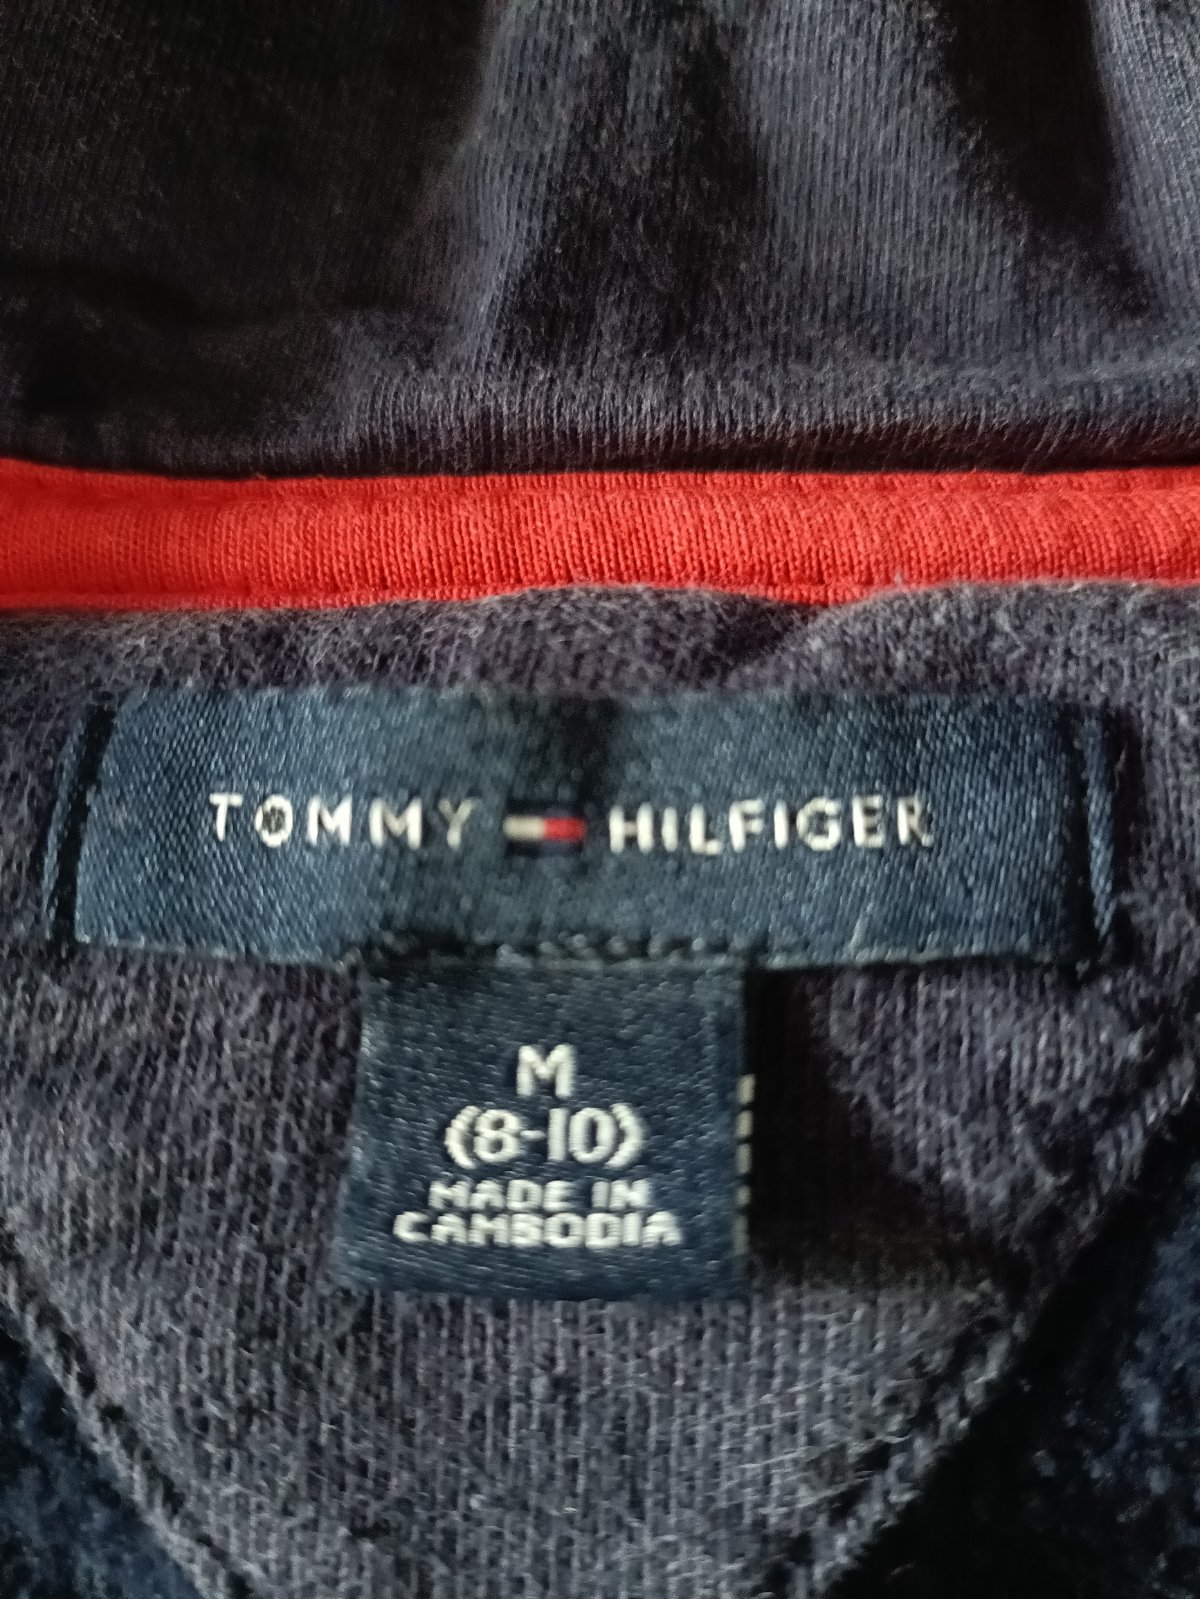 TOMMY HILFIGER
M
(8-10)
MADE IN
CAMBODIA